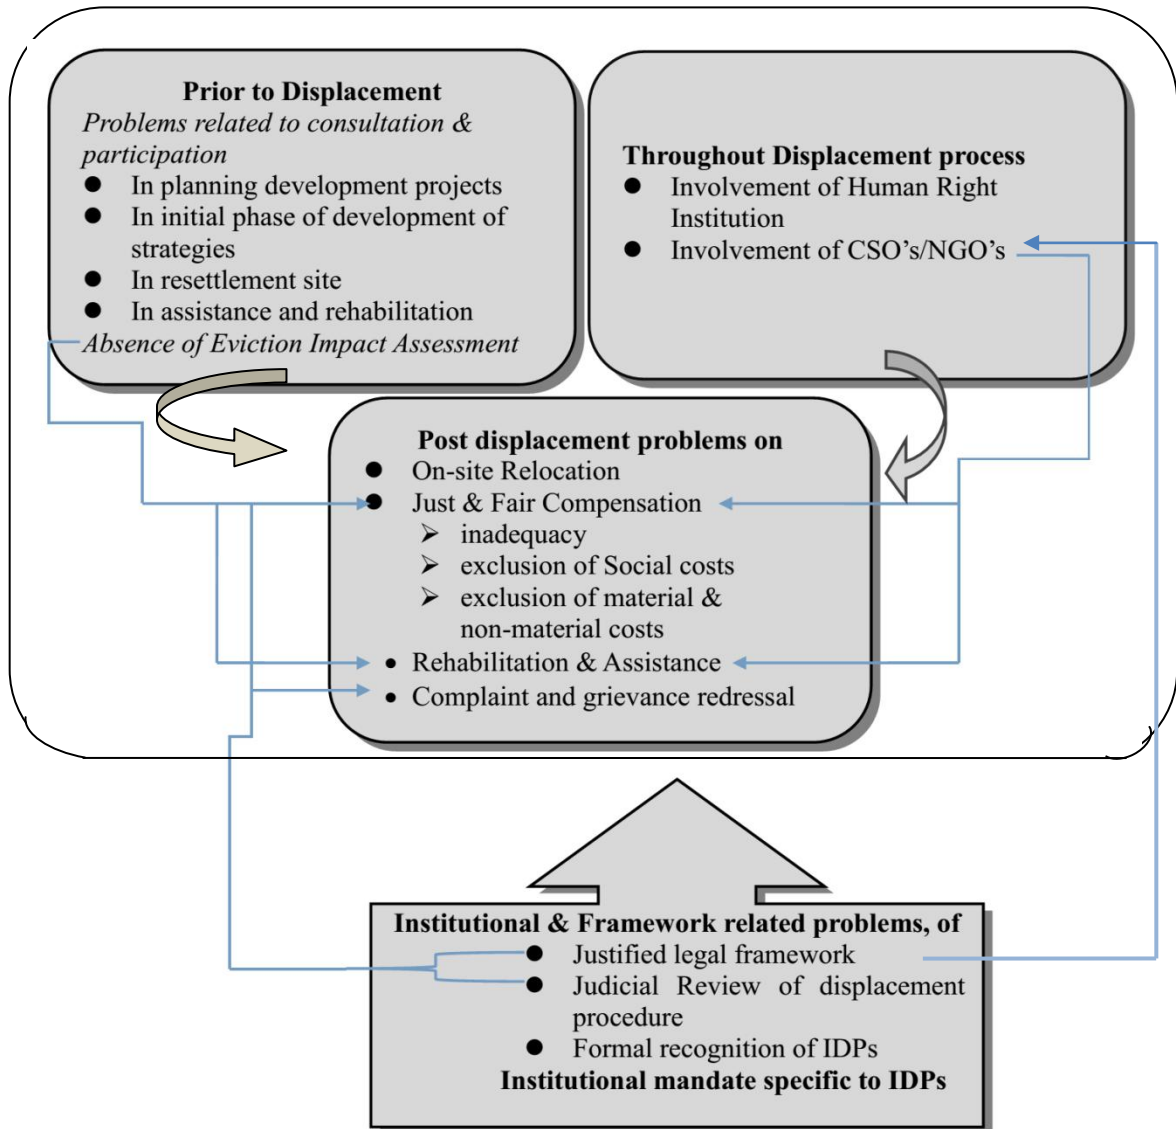 Prior to Displacement
Problems related to consultation &
participation
● In planning development projects
● In initial phase of development of
strategies
● In resettlement site
● In assistance and rehabilitation
Absence of Eviction Impact Assessment
Throughout Displacement process
● Involvement of Human Right
Institution
● Involvement of CSO’s/NGO’s
Post displacement problems on
● On-site Relocation
● Just & Fair Compensation
➢ inadequacy
➢ exclusion of Social costs
➢ exclusion of material &
non-material costs
• Rehabilitation & Assistance
• Complaint and grievance redressal
Institutional & Framework related problems, of
● Justified legal framework
● Judicial Review of displacement
procedure
● Formal recognition of IDPs
Institutional mandate specific to IDPs